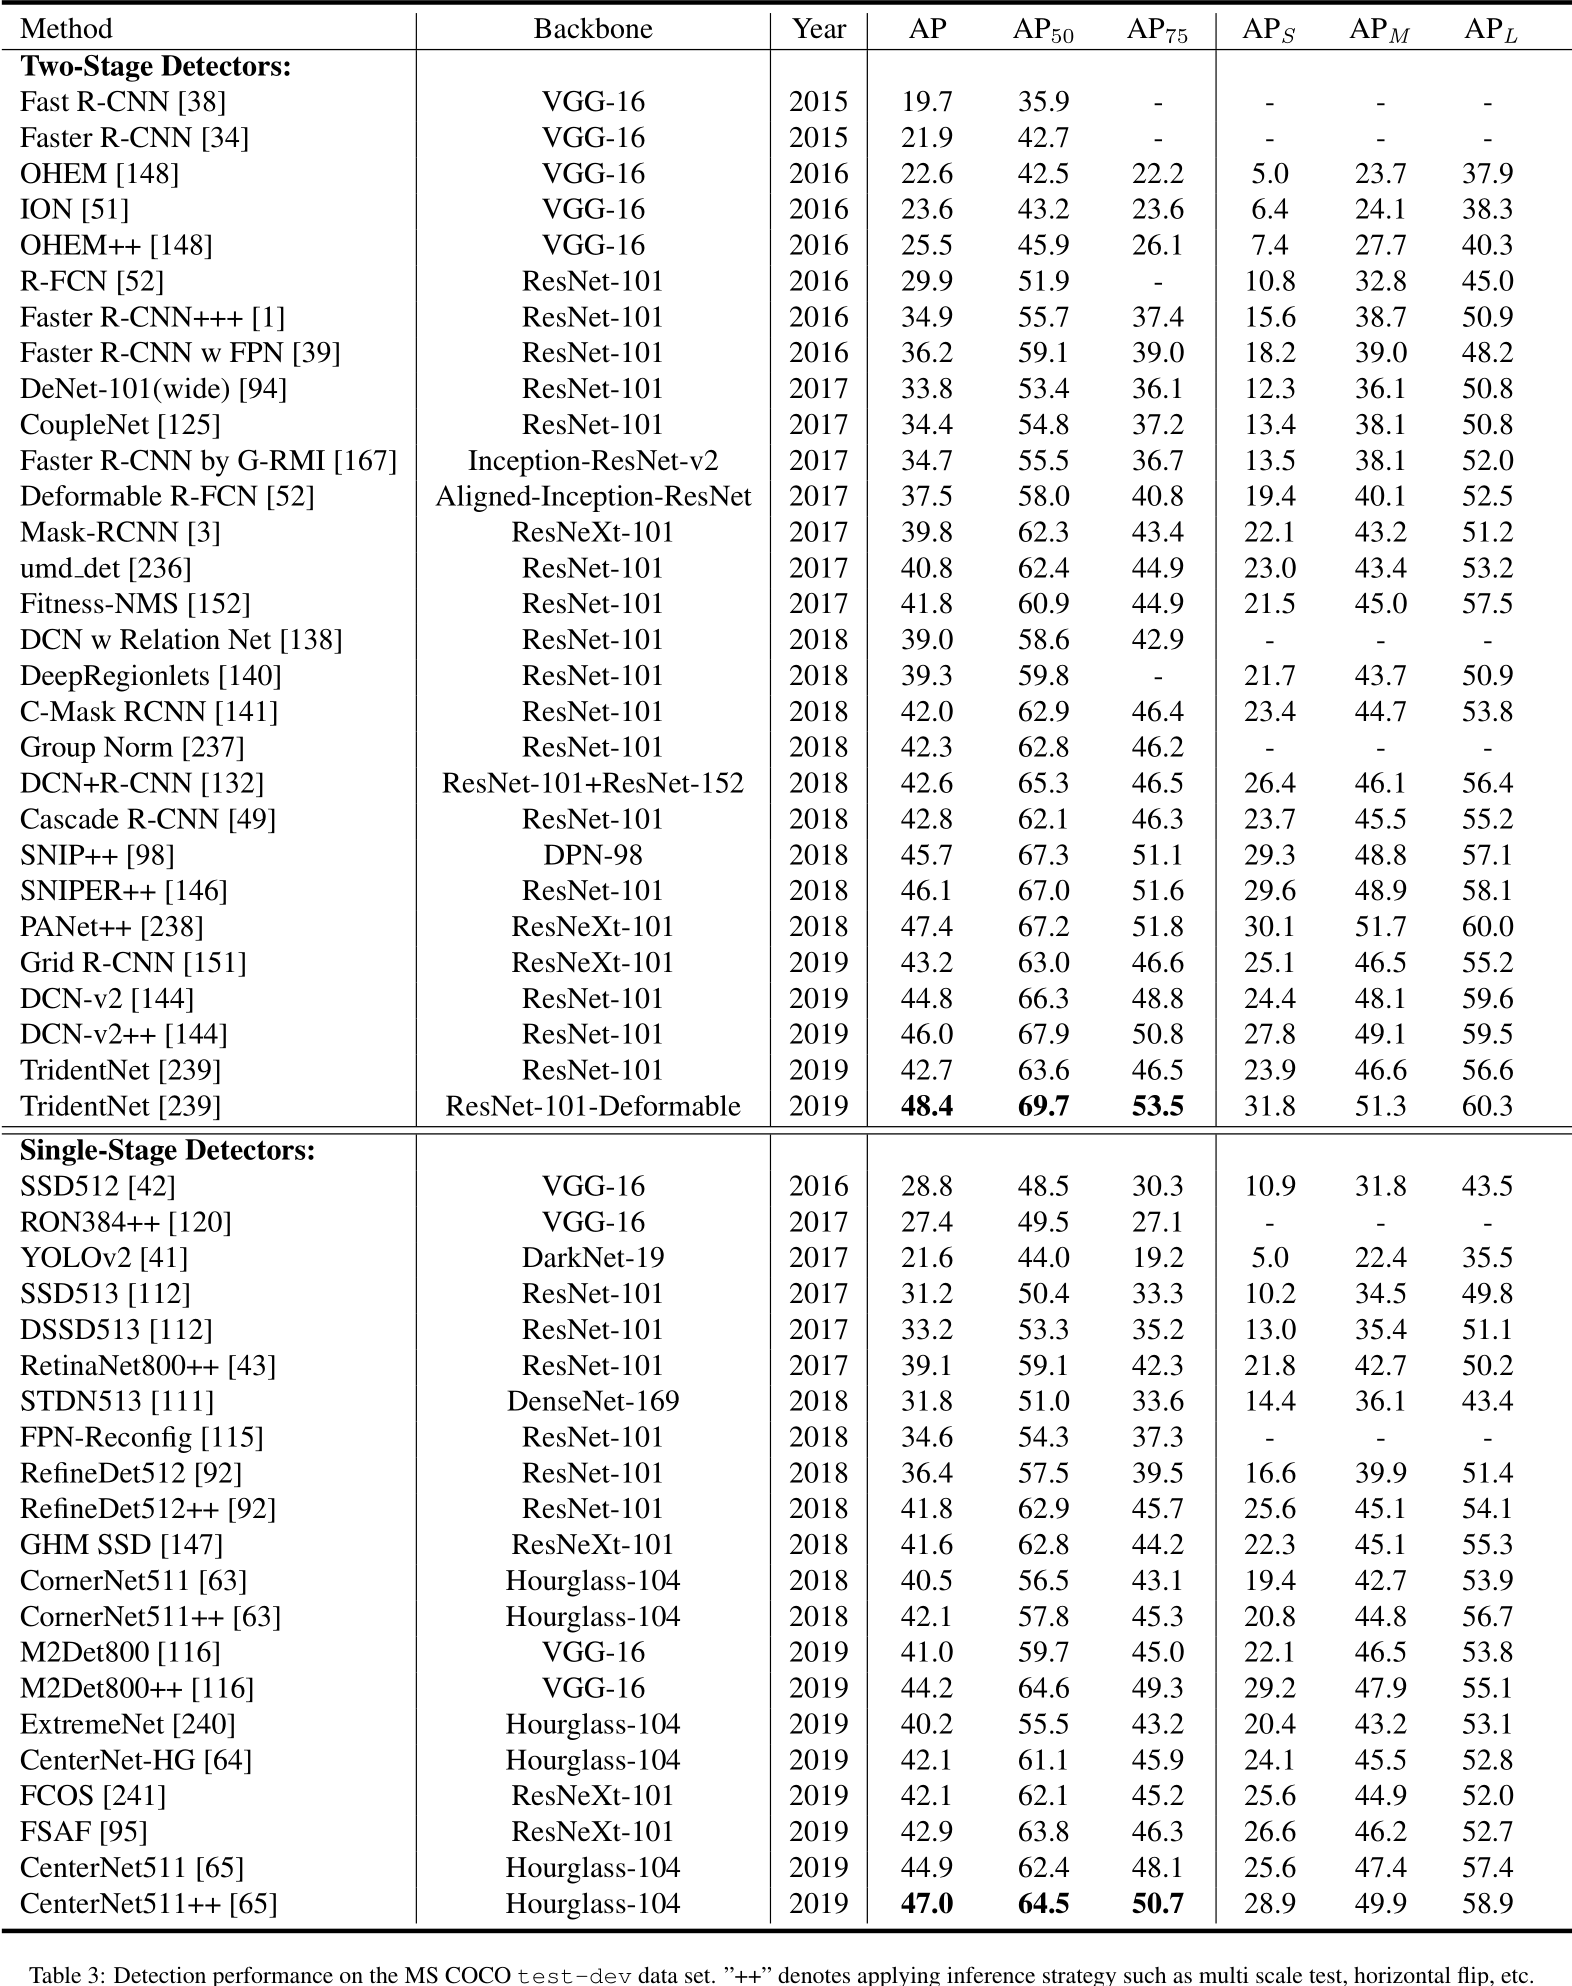 Method Backbone Year AP AP50 AP75 APS APM APL
Two-Stage Detectors:
Fast R-CNN [38] VGG-16 2015 19.7 35.9 - - - -
Faster R-CNN [34] VGG-16 2015 21.9 42.7 - - - -
OHEM [148] VGG-16 2016 22.6 42.5 22.2 5.0 23.7 37.9
ION [51] VGG-16 2016 23.6 43.2 23.6 6.4 24.1 38.3
OHEM++ [148] VGG-16 2016 25.5 45.9 26.1 7.4 27.7 40.3
R-FCN [52] ResNet-101 2016 29.9 51.9 - 10.8 32.8 45.0
Faster R-CNN+++ [1] ResNet-101 2016 34.9 55.7 37.4 15.6 38.7 50.9
Faster R-CNN w FPN [39] ResNet-101 2016 36.2 59.1 39.0 18.2 39.0 48.2
DeNet-101(wide) [94] ResNet-101 2017 33.8 53.4 36.1 12.3 36.1 50.8
CoupleNet [125] ResNet-101 2017 34.4 54.8 37.2 13.4 38.1 50.8
Faster R-CNN by G-RMI [167] Inception-ResNet-v2 2017 34.7 55.5 36.7 13.5 38.1 52.0
Deformable R-FCN [52] Aligned-Inception-ResNet 2017 37.5 58.0 40.8 19.4 40.1 52.5
Mask-RCNN [3] ResNeXt-101 2017 39.8 62.3 43.4 22.1 43.2 51.2
umd_det [236] ResNet-101 2017 40.8 62.4 44.9 23.0 43.4 53.2
Fitness-NMS [152] ResNet-101 2017 41.8 60.9 44.9 21.5 45.0 57.5
DCN w Relation Net [138] ResNet-101 2018 39.0 58.6 42.9 - - -
DeepRegionlets [140] ResNet-101 2018 39.3 59.8 - 21.7 43.7 50.9
C-Mask RCNN [141] ResNet-101 2018 42.0 62.9 46.4 23.4 44.7 53.8
Group Norm [237] ResNet-101 2018 42.3 62.8 46.2 - - -
DCN+R-CNN [132] ResNet-101+ResNet-152 2018 42.6 65.3 46.5 26.4 46.1 56.4
Cascade R-CNN [49] ResNet-101 2018 42.8 62.1 46.3 23.7 45.5 55.2
SNIP++ [98] DPN-98 2018 45.7 67.3 51.1 29.3 48.8 57.1
SNIPER++ [146] ResNet-101 2018 46.1 67.0 51.6 29.6 48.9 58.1
PANet++ [238] ResNeXt-101 2018 47.4 67.2 51.8 30.1 51.7 60.0
Grid R-CNN [151] ResNeXt-101 2019 43.2 63.0 46.6 25.1 46.5 55.2
DCN-v2 [144] ResNet-101 2019 44.8 66.3 48.8 24.4 48.1 59.6
DCN-v2++ [144] ResNet-101 2019 46.0 67.9 50.8 27.8 49.1 59.5
TridentNet [239] ResNet-101 2019 42.7 63.6 46.5 23.9 46.6 56.6
TridentNet [239] ResNet-101-Deformable 2019 48.4 69.7 53.5 31.8 51.3 60.3
Single-Stage Detectors:
SSD512 [42] VGG-16 2016 28.8 48.5 30.3 10.9 31.8 43.5
RON384++ [120] VGG-16 2017 27.4 49.5 27.1 - - -
YOLOv2 [41] DarkNet-19 2017 21.6 44.0 19.2 5.0 22.4 35.5
SSD513 [112] ResNet-101 2017 31.2 50.4 33.3 10.2 34.5 49.8
DSSD513 [112] ResNet-101 2017 33.2 53.3 35.2 13.0 35.4 51.1
RetinaNet800++ [43] ResNet-101 2017 39.1 59.1 42.3 21.8 42.7 50.2
STDN513 [111] DenseNet-169 2018 31.8 51.0 33.6 14.4 36.1 43.4
FPN-Reconfig [115] ResNet-101 2018 34.6 54.3 37.3 - - -
RefineDet512 [92] ResNet-101 2018 36.4 57.5 39.5 16.6 39.9 51.4
RefineDet512++ [92] ResNet-101 2018 41.8 62.9 45.7 25.6 45.1 54.1
GHM SSD [147] ResNeXt-101 2018 41.6 62.8 44.2 22.3 45.1 55.3
CornerNet511 [63] Hourglass-104 2018 40.5 56.5 43.1 19.4 42.7 53.9
CornerNet511++ [63] Hourglass-104 2018 42.1 57.8 45.3 20.8 44.8 56.7
M2Det800 [116] VGG-16 2019 41.0 59.7 45.0 22.1 46.5 53.8
M2Det800++ [116] VGG-16 2019 44.2 64.6 49.3 29.2 47.9 55.1
ExtremeNet [240] Hourglass-104 2019 40.2 55.5 43.2 20.4 43.2 53.1
CenterNet-HG [64] Hourglass-104 2019 42.1 61.1 45.9 24.1 45.5 52.8
FCOS [241] ResNeXt-101 2019 42.1 62.1 45.2 25.6 44.9 52.0
FSAF [95] ResNeXt-101 2019 42.9 63.8 46.3 26.6 46.2 52.7
CenterNet511 [65] Hourglass-104 2019 44.9 62.4 48.1 25.6 47.4 57.4
CenterNet511++ [65] Hourglass-104 2019 47.0 64.5 50.7 28.9 49.9 58.9
Table 3: Detection performance on the MS COCO test-dev data set. ”++” denotes applying inference strategy such as multi scale test, horizontal flip, etc.